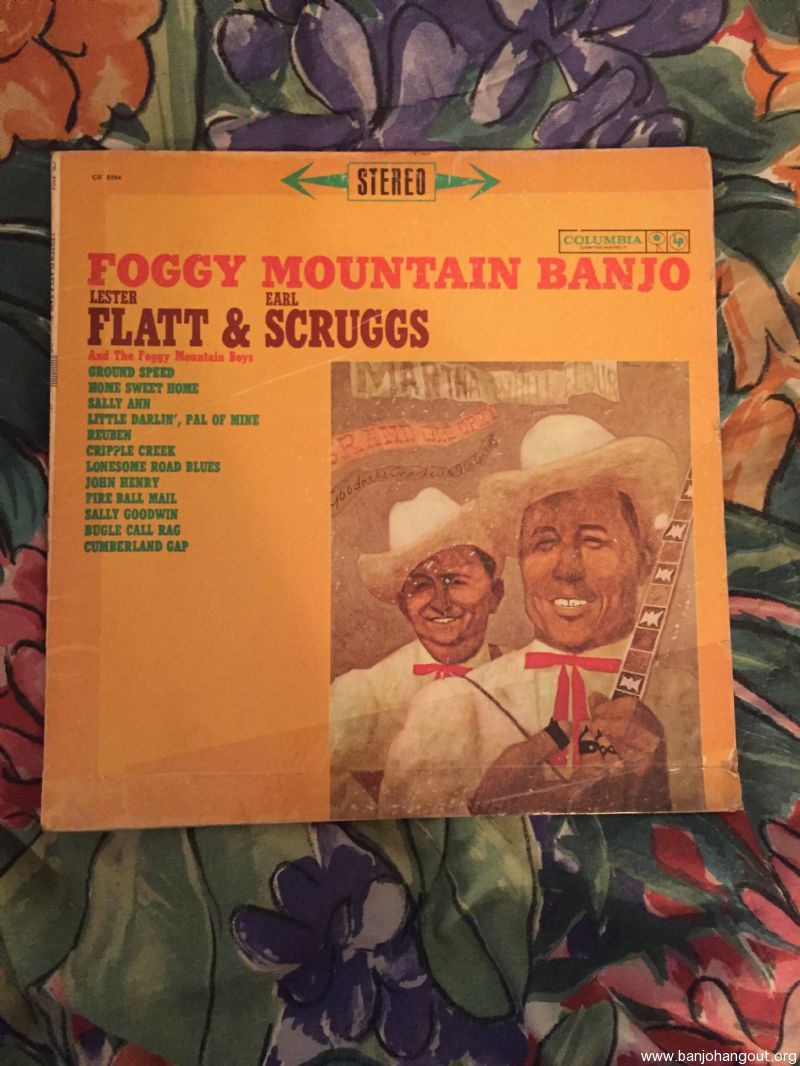 CS 8364
STEREO
COLUMBIA
FOGGY MOUNTAIN BANJO
LESTER EARL
FLATT & SCRUGGS
And The Foggy Mountain Boys
GROUND SPEED
HOME SWEET HOME
SALLY ANN
LITTLE DARLIN', PAL OF MINE
REUBEN
CRIPPLE CREEK
LONESOME ROAD BLUES
JOHN HENRY
FIRE BALL MAIL
SALLY GOODWIN
BUGLE CALL RAG
CUMBERLAND GAP
MARTHA WHITE FLOUR
GRAND OLE OPRY
Goodness Gracious
www.banjohangout.org